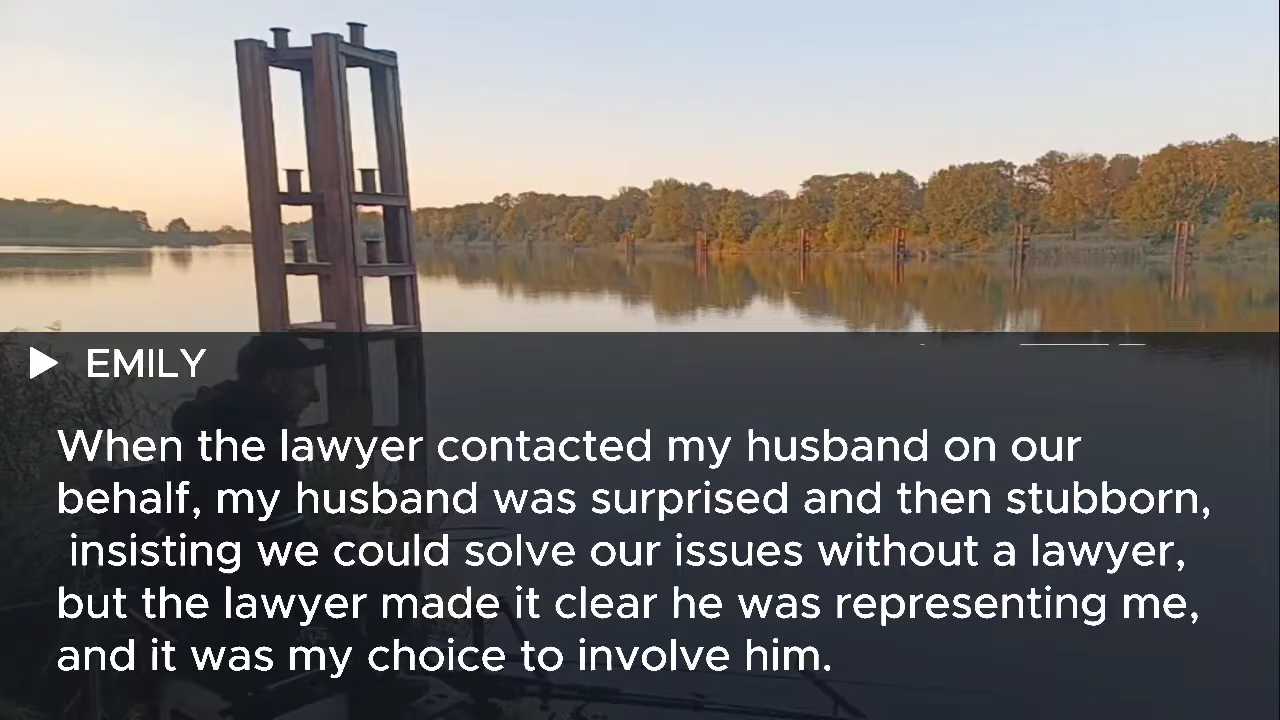 EMILY
When the lawyer contacted my husband on our
behalf, my husband was surprised and then stubborn,
insisting we could solve our issues without a lawyer,
but the lawyer made it clear he was representing me,
and it was my choice to involve him.